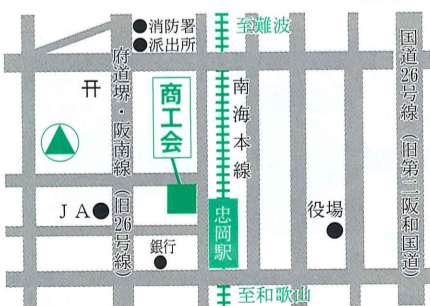 ●消防署
●派出所
至難波
府道堺・阪南線（旧26号線）
商工会
南海本線
国道26号線（旧第二阪和国道）
JA●
役場
忠岡駅
銀行
至和歌山